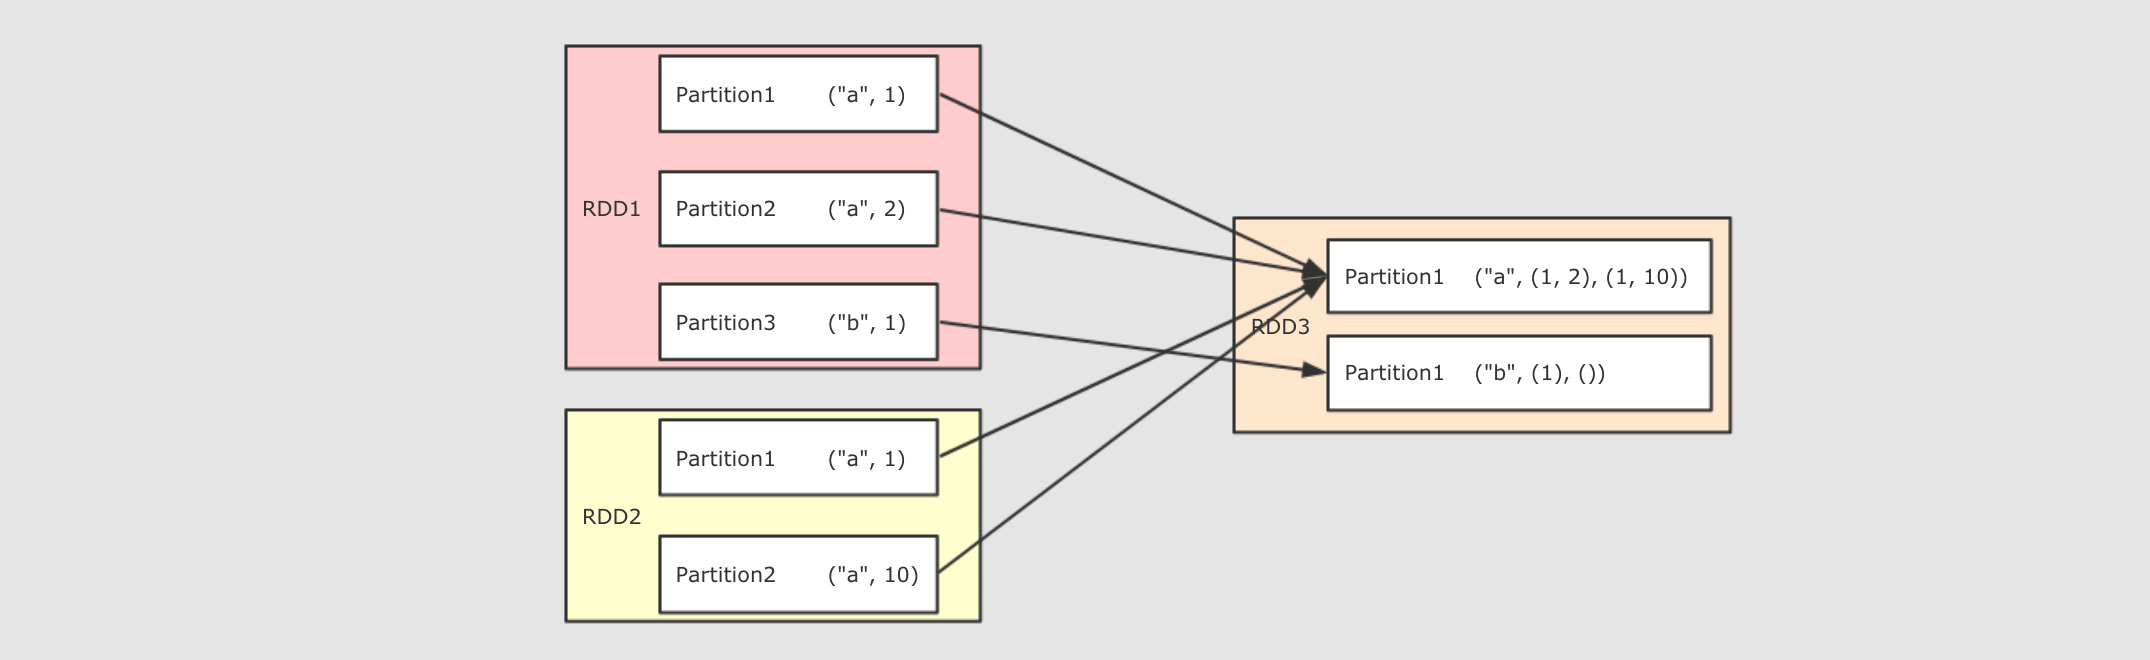 RDD1
Partition1 ("a", 1)
Partition2 ("a", 2)
Partition3 ("b", 1)
RDD2
Partition1 ("a", 1)
Partition2 ("a", 10)
RDD3
Partition1 ("a", (1, 2), (1, 10))
Partition1 ("b", (1), ())